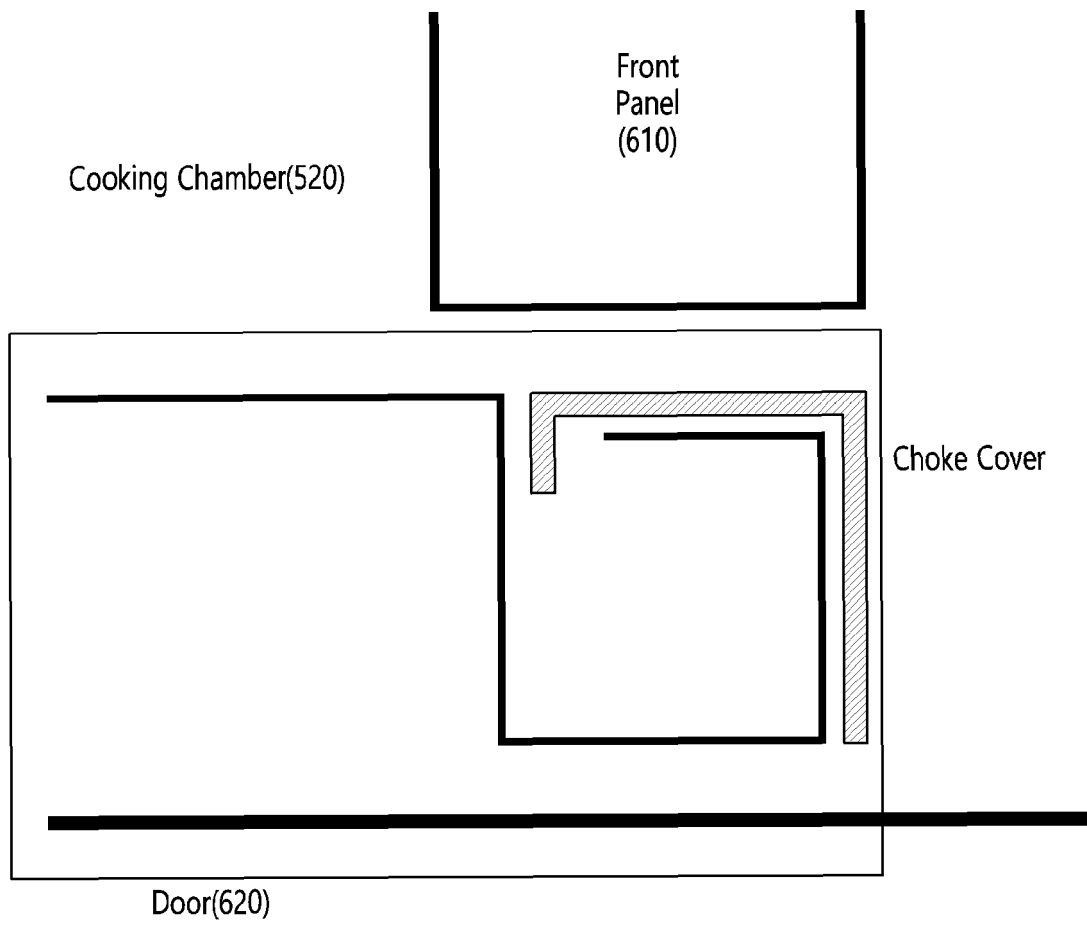 Front
Panel
(610)
Cooking Chamber(520)
Choke Cover
Door(620)